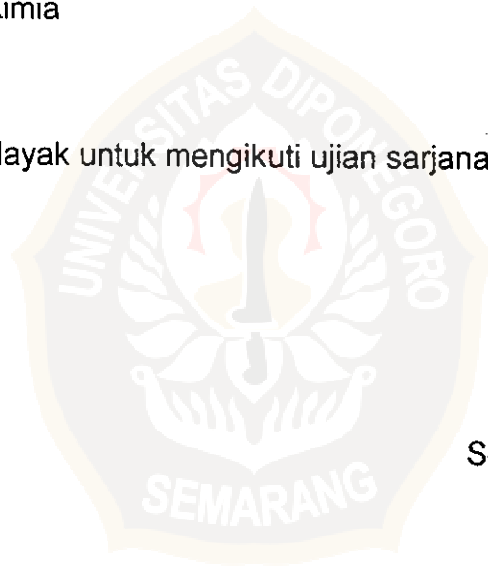 Kimia
UNIVERSITAS DIPONEGORO
layak untuk mengikuti ujian sarjana
S
SEMARANG